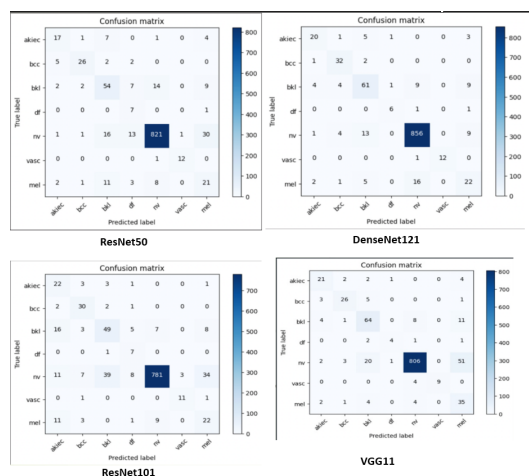 Confusion matrix
akiec 17 1 7 0 1 0 4
bcc 5 26 2 2 0 0 0
bkl 2 2 54 7 14 0 9
df 0 0 0 7 0 0 1
nv 1 1 16 13 821 1 30
vasc 0 0 0 0 1 12 0
mel 2 1 11 3 8 0 21
True label
akiec bcc bkl df nv vasc mel
Predicted label
800
700
600
500
400
300
200
100
0
ResNet50
Confusion matrix
akiec 20 1 5 1 0 0 3
bcc 1 32 2 0 0 0 0
bkl 4 4 61 1 9 0 9
df 0 0 0 6 1 0 1
nv 1 4 13 0 856 0 9
vasc 0 0 0 0 1 12 0
mel 2 1 5 0 16 0 22
True label
akiec bcc bkl df nv vasc mel
Predicted label
800
700
600
500
400
300
200
100
0
DenseNet121
Confusion matrix
akiec 22 3 3 1 0 0 1
bcc 2 30 2 1 0 0 0
bkl 16 3 49 5 7 0 8
df 0 0 1 7 0 0 0
nv 11 7 39 8 781 3 34
vasc 0 1 0 0 0 11 1
mel 11 3 0 1 9 0 22
True label
akiec bcc bkl df nv vasc mel
Predicted label
700
600
500
400
300
200
100
0
ResNet101
Confusion matrix
akiec 21 2 2 1 0 0 4
bcc 3 26 5 0 0 0 1
bkl 4 1 64 0 8 0 11
df 0 0 2 4 1 0 1
nv 2 3 20 1 806 0 51
vasc 0 0 0 0 4 9 0
mel 2 1 4 0 4 0 35
True label
akiec bcc bkl df nv vasc mel
Predicted label
800
700
600
500
400
300
200
100
0
VGG11